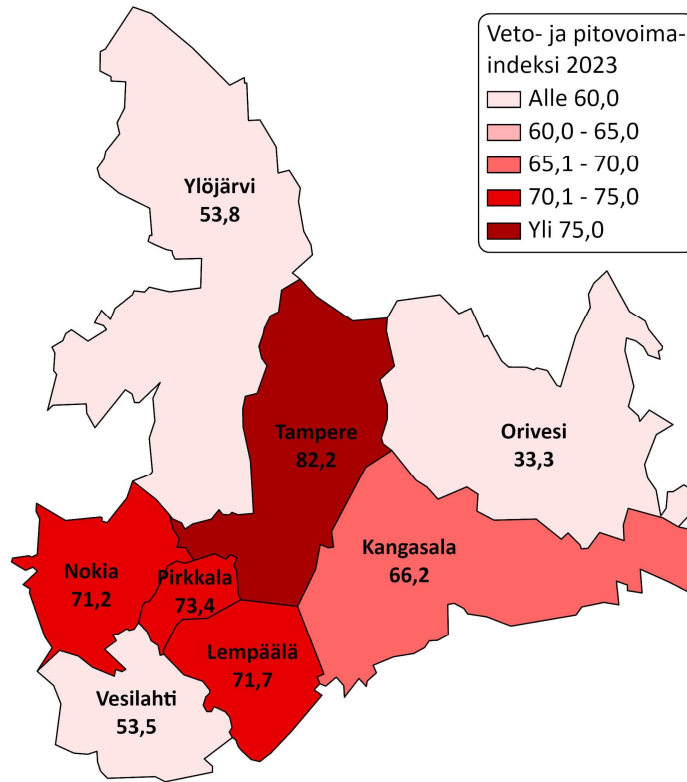 Veto- ja pitovoima-
indeksi 2023
Alle 60,0
60,0 - 65,0
65,1 - 70,0
70,1 - 75,0
Yli 75,0
Ylöjärvi
53,8
Tampere
82,2
Orivesi
33,3
Kangasala
66,2
Nokia
71,2
Pirkkala
73,4
Lempäälä
71,7
Vesilahti
53,5